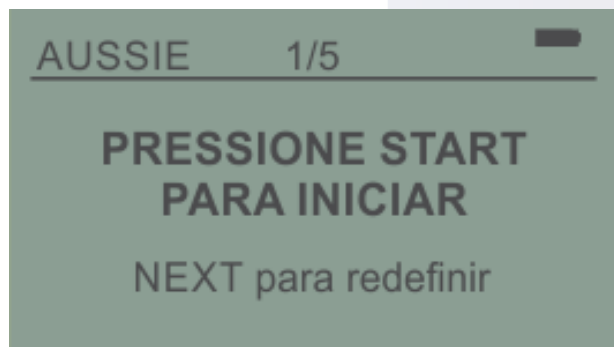 AUSSIE 1/5
PRESSIONE START
PARA INICIAR
NEXT para redefinir